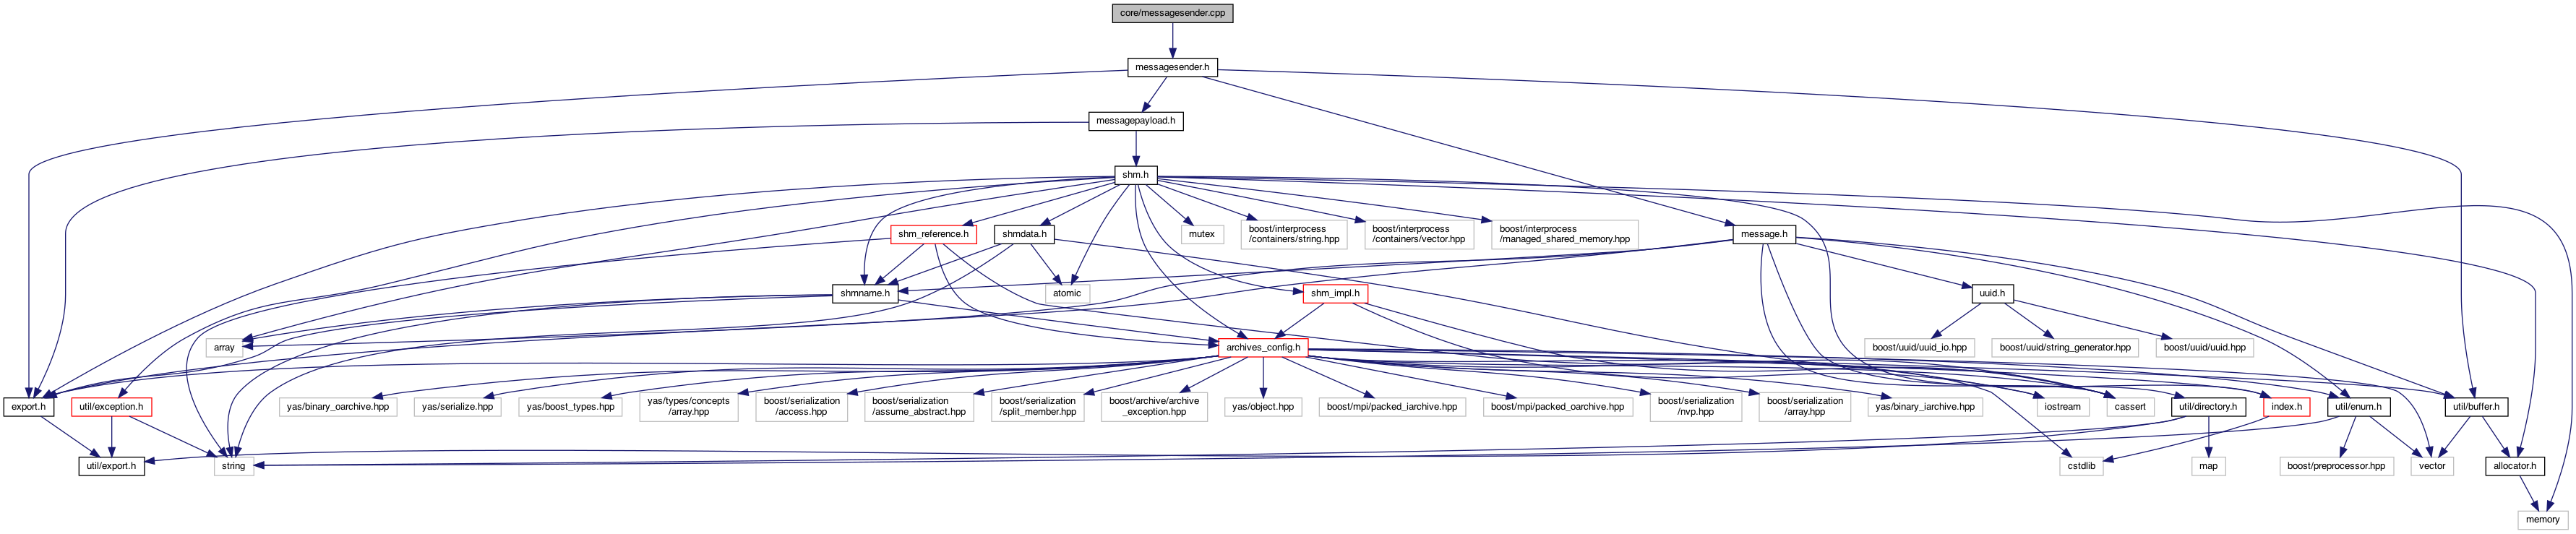 core/messagesender.cpp
messagesender.h
messagepayload.h
shm.h
shm_reference.h
shmdata.h
mutex
boost/interprocess
/containers/string.hpp
boost/interprocess
/containers/vector.hpp
boost/interprocess
/managed_shared_memory.hpp
message.h
shmname.h
atomic
shm_impl.h
uuid.h
array
archives_config.h
boost/uuid/uuid_io.hpp
boost/uuid/string_generator.hpp
boost/uuid/uuid.hpp
export.h
util/exception.h
yas/binary_oarchive.hpp
yas/serialize.hpp
yas/boost_types.hpp
yas/types/concepts
/array.hpp
boost/serialization
/access.hpp
boost/serialization
/assume_abstract.hpp
boost/serialization
/split_member.hpp
boost/archive/archive
_exception.hpp
yas/object.hpp
boost/mpi/packed_iarchive.hpp
boost/mpi/packed_oarchive.hpp
boost/serialization
/nvp.hpp
boost/serialization
/array.hpp
yas/binary_iarchive.hpp
iostream
cassert
util/directory.h
index.h
util/enum.h
util/buffer.h
util/export.h
string
cstdlib
map
boost/preprocessor.hpp
vector
allocator.h
memory